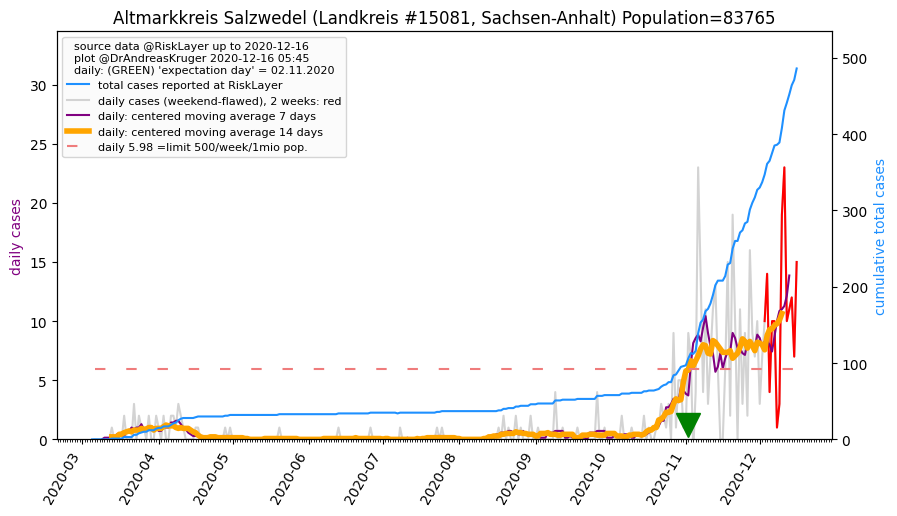 Altmarkkreis Salzwedel (Landkreis #15081, Sachsen-Anhalt) Population=83765
source data @RiskLayer up to 2020-12-16
plot @DrAndreasKruger 2020-12-16 05:45
daily: (GREEN) 'expectation day' = 02.11.2020
total cases reported at RiskLayer
daily cases (weekend-flawed), 2 weeks: red
daily: centered moving average 7 days
daily: centered moving average 14 days
daily 5.98 =limit 500/week/1mio pop.
daily cases
30
25
20
15
10
5
0
cumulative total cases
500
400
300
200
100
0
2020-03
2020-04
2020-05
2020-06
2020-07
2020-08
2020-09
2020-10
2020-11
2020-12